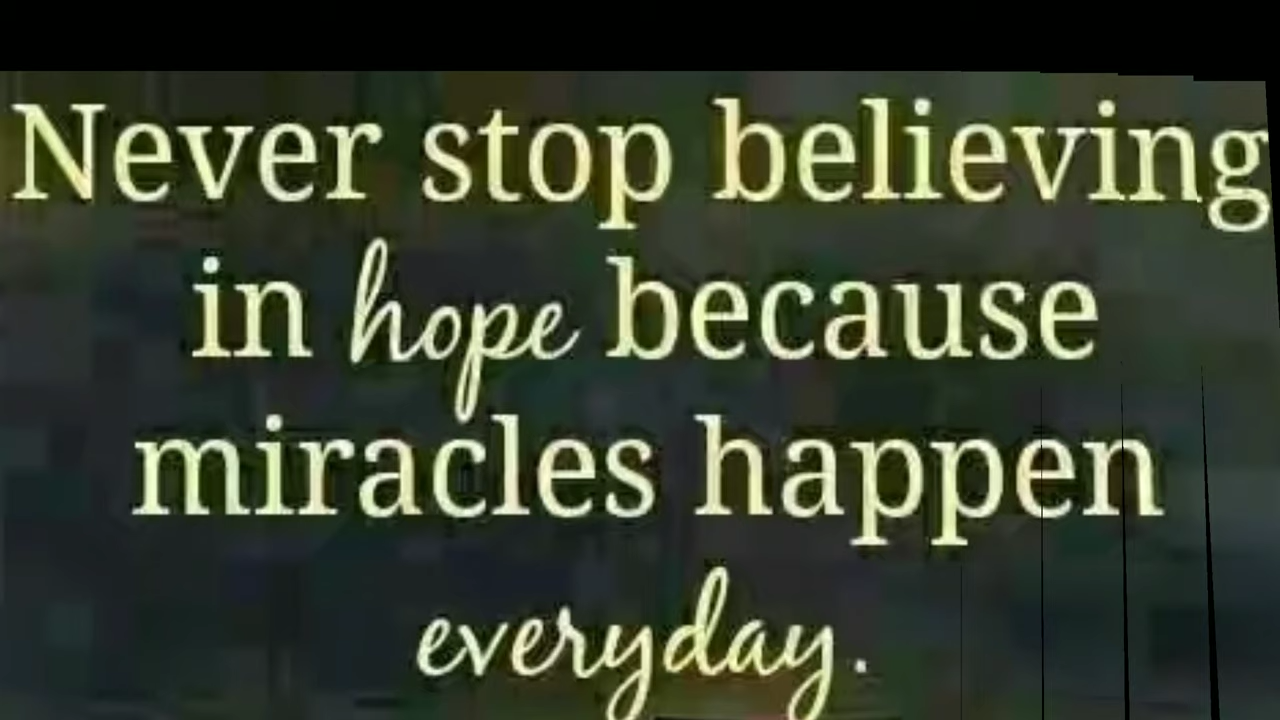 Never stop believing
in hope because
miracles happen
everyday.